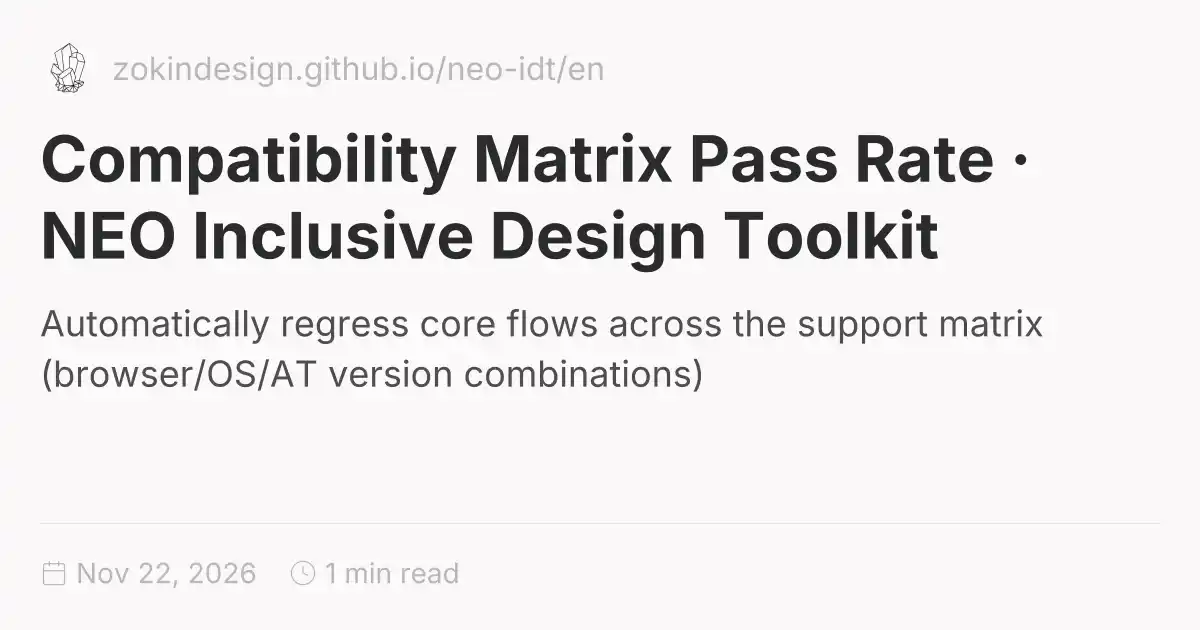 zokindesign.github.io/neo-idt/en
Compatibility Matrix Pass Rate ·
NEO Inclusive Design Toolkit
Automatically regress core flows across the support matrix
(browser/OS/AT version combinations)
Nov 22, 2026 1 min read